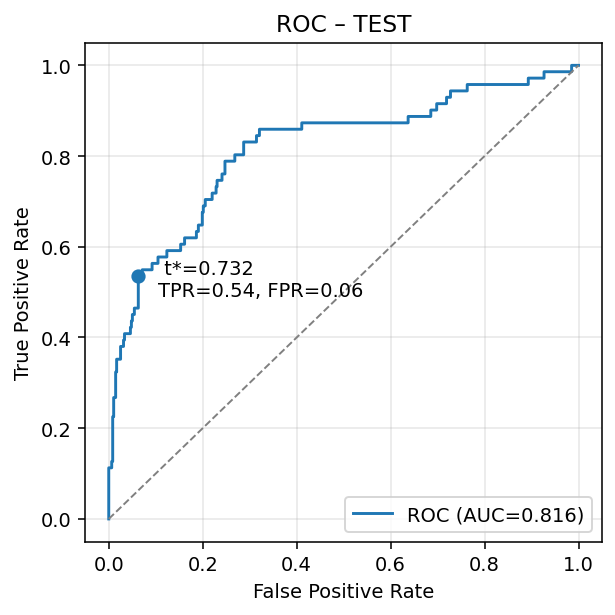 ROC – TEST
True Positive Rate
1.0
0.8
0.6
0.4
0.2
0.0
t*=0.732
TPR=0.54, FPR=0.06
ROC (AUC=0.816)
0.0 0.2 0.4 0.6 0.8 1.0
False Positive Rate